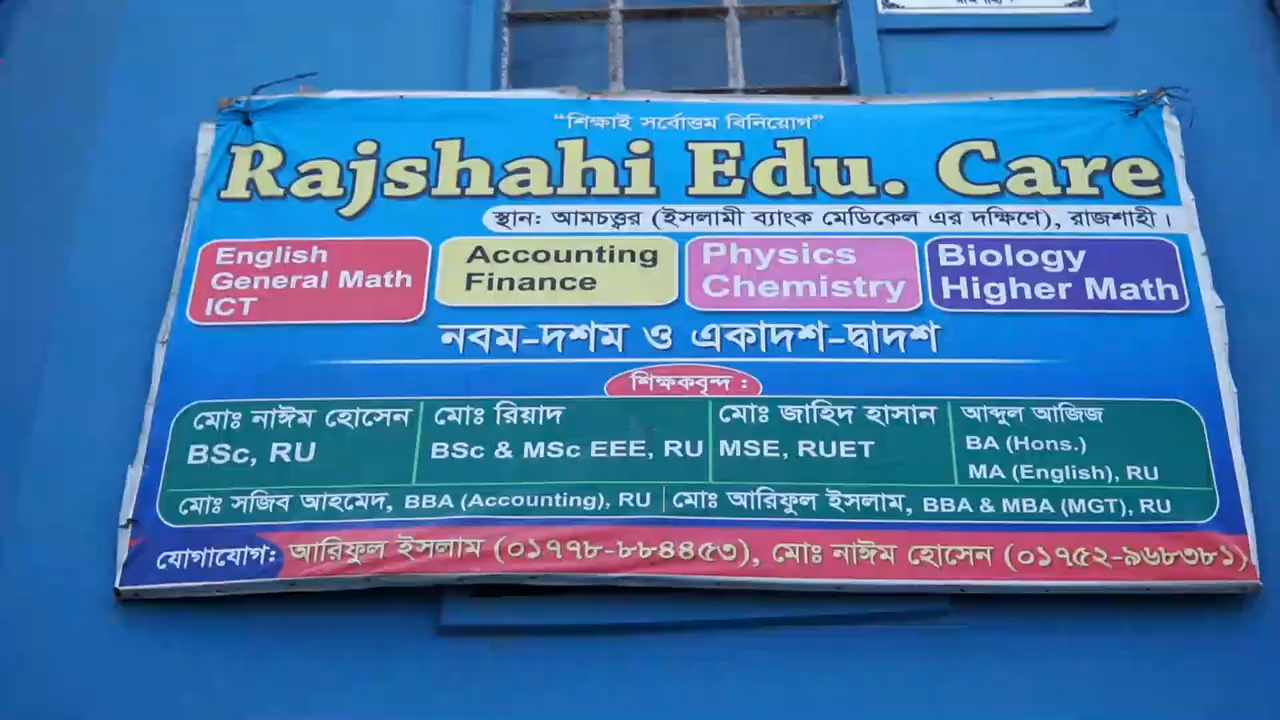 “শিক্ষাই সর্বোত্তম বিনিয়োগ”
Rajshahi Edu. Care
স্থান: আমচত্ত্বর (ইসলামী ব্যাংক মেডিকেল এর দক্ষিণে), রাজশাহী।
English
General Math
ICT
Accounting
Finance
Physics
Chemistry
Biology
Higher Math
নবম-দশম ও একাদশ-দ্বাদশ
শিক্ষকবৃন্দ :
মোঃ নাঈম হোসেন
BSc, RU
মোঃ রিয়াদ
BSc & MSc EEE, RU
মোঃ জাহিদ হাসান
MSE, RUET
আব্দুল আজিজ
BA (Hons.)
MA (English), RU
মোঃ সজিব আহমেদ, BBA (Accounting), RU
মোঃ আরিফুল ইসলাম, BBA & MBA (MGT), RU
যোগাযোগ: আরিফুল ইসলাম (০১৭৭৮-৮৮৪৪৫৩), মোঃ নাঈম হোসেন (০১৭৫২-৯৬৮৩৮১)